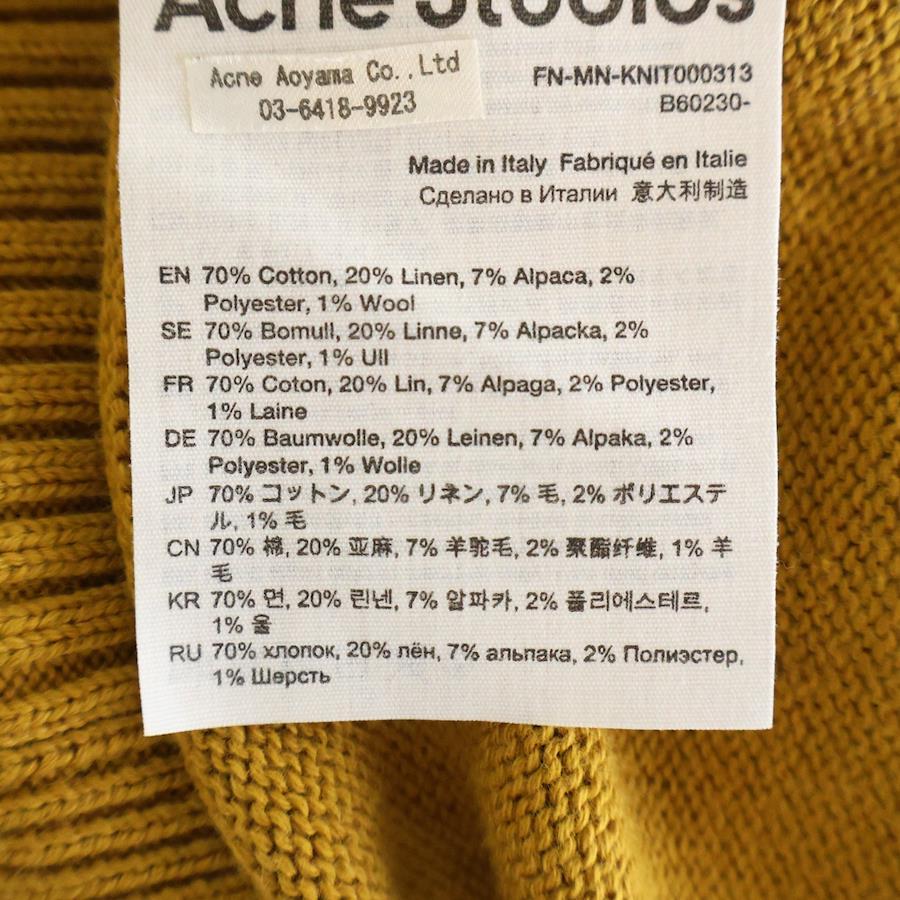 Acne Studios
Acne Aoyama Co.,Ltd
03-6418-9923
FN-MN-KNIT000313
B60230-
Made in Italy Fabriqué en Italie
Сделано в Италии 意大利制造
EN 70% Cotton, 20% Linen, 7% Alpaca, 2%
Polyester, 1% Wool
SE 70% Bomull, 20% Linne, 7% Alpacka, 2%
Polyester, 1% Ull
FR 70% Coton, 20% Lin, 7% Alpaga, 2% Polyester,
1% Laine
DE 70% Baumwolle, 20% Leinen, 7% Alpaka, 2%
Polyester, 1% Wolle
JP 70% コットン, 20% リネン, 7% 毛, 2% ポリエステ
ル, 1% 毛
CN 70% 棉, 20% 亚麻, 7% 羊驼毛, 2% 聚酯纤维, 1% 羊
毛
KR 70% 면, 20% 린넨, 7% 알파카, 2% 폴리에스테르,
1% 울
RU 70% хлопок, 20% лён, 7% альпака, 2% Полиэстер,
1% Шерсть